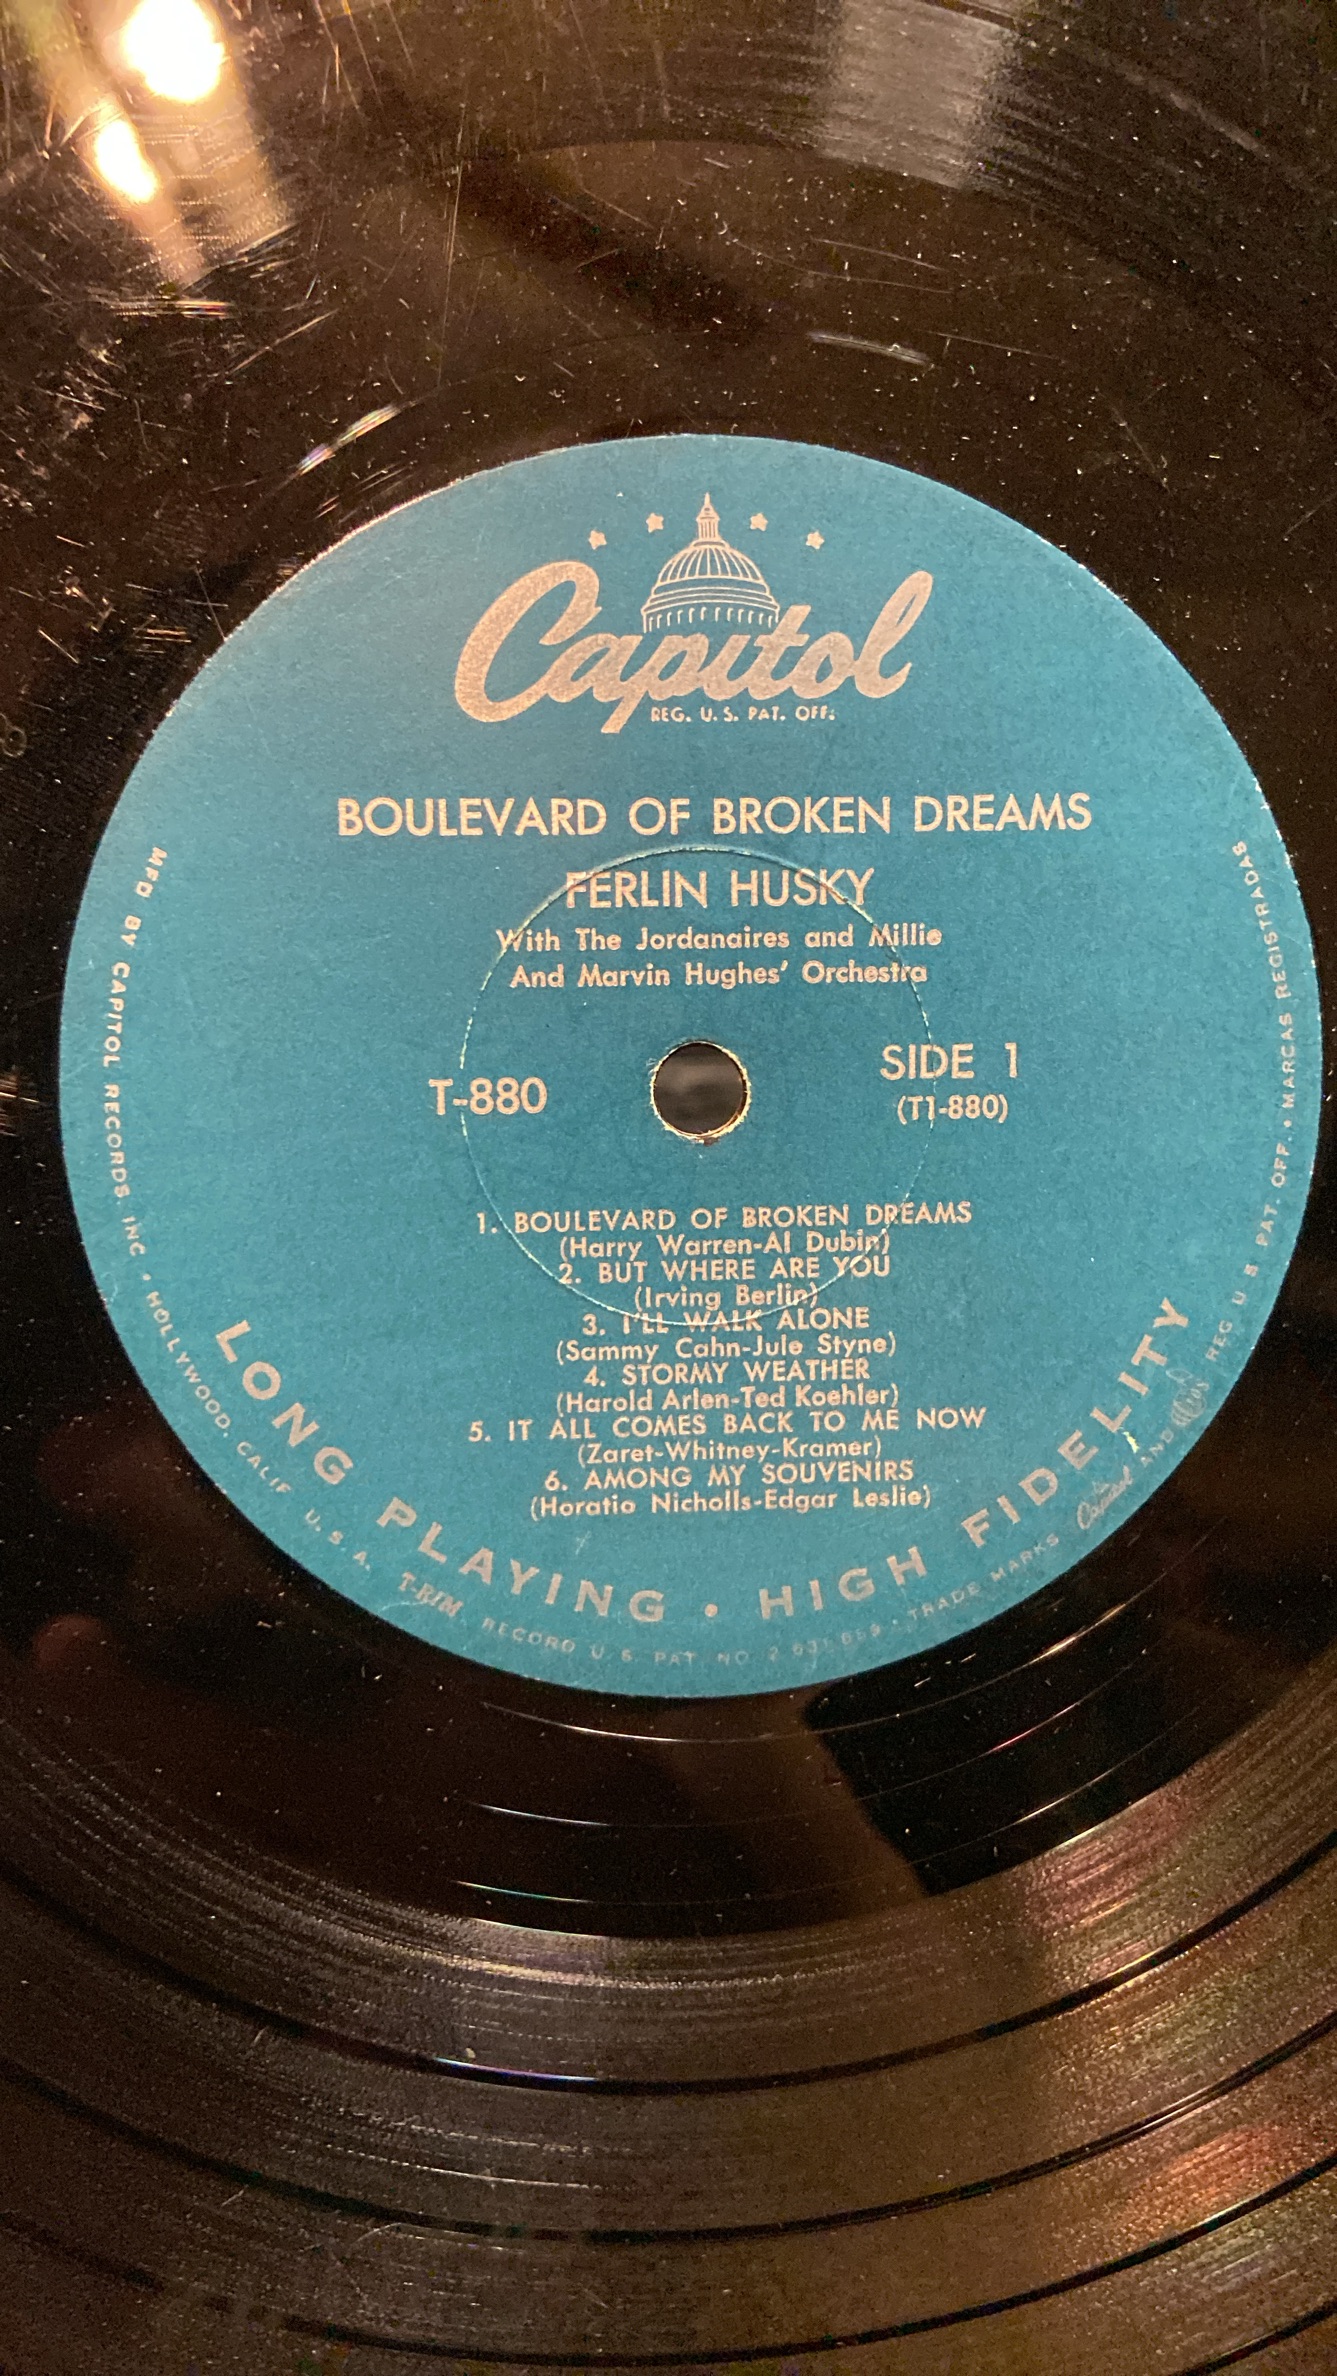 Capitol
REG. U.S. PAT. OFF.
BOULEVARD OF BROKEN DREAMS
FERLIN HUSKY
With The Jordanaires and Millie
And Marvin Hughes' Orchestra
T-880
SIDE 1
(T1-880)
1. BOULEVARD OF BROKEN DREAMS
(Harry Warren-Al Dubin)
2. BUT WHERE ARE YOU
(Irving Berlin)
3. I'LL WALK ALONE
(Sammy Cahn-Jule Styne)
4. STORMY WEATHER
(Harold Arlen-Ted Koehler)
5. IT ALL COMES BACK TO ME NOW
(Zaret-Whitney-Kramer)
6. AMONG MY SOUVENIRS
(Horatio Nicholls-Edgar Leslie)
LONG PLAYING • HIGH FIDELITY
MFD BY CAPITOL RECORDS, INC • HOLLYWOOD, CALIF U.S.A. T-RIM RECORD U S PAT NO • TRADE MARKS Capitol AND REG U S PAT. OFF. • MARCAS REGISTRADAS